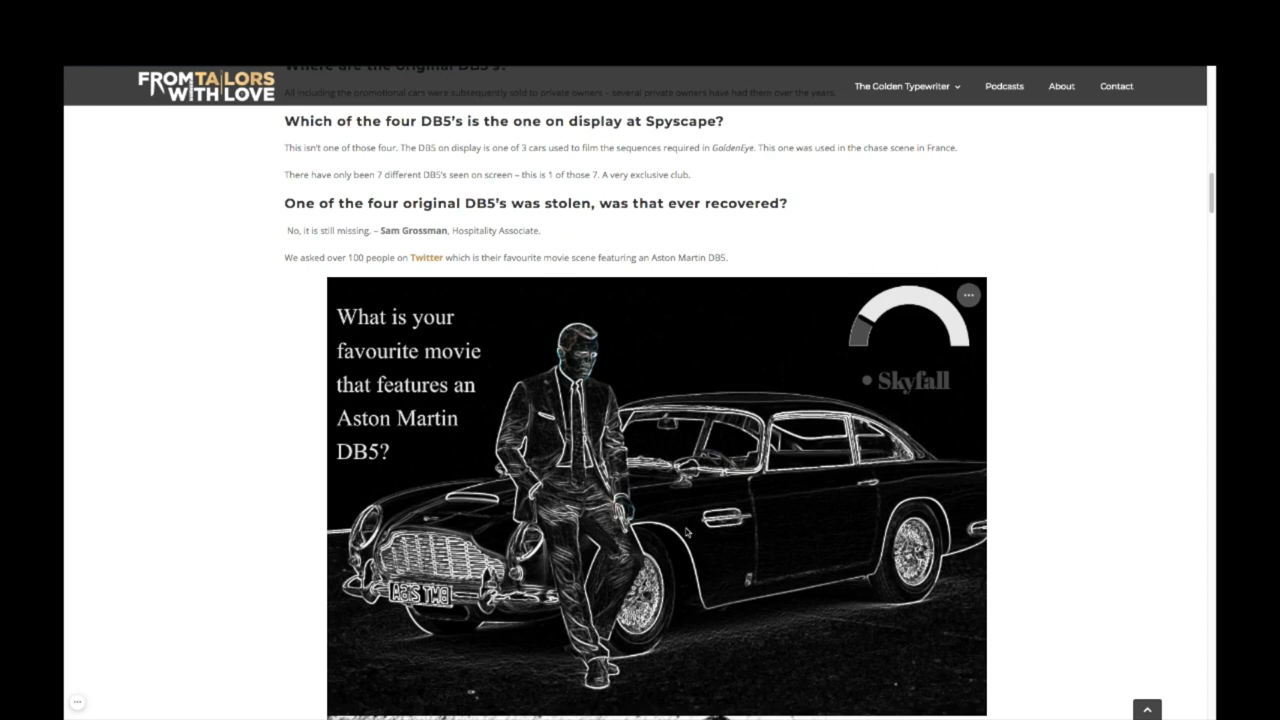 Where are the original DB5's?
FROMTAILORS
WITH LOVE
The Golden Typewriter
Podcasts
About
Contact
All including the promotional cars were subsequently sold to private owners – several private owners have had them over the years.
Which of the four DB5's is the one on display at Spyscape?
This isn't one of those four. The DB5 on display is one of 3 cars used to film the sequences required in GoldenEye. This one was used in the chase scene in France.
There have only been 7 different DB5's seen on screen – this is 1 of those 7. A very exclusive club.
One of the four original DB5's was stolen, was that ever recovered?
No, it is still missing. – Sam Grossman, Hospitality Associate.
We asked over 100 people on Twitter which is their favourite movie scene featuring an Aston Martin DB5.
What is your
favourite movie
that features an
Aston Martin
DB5?
• Skyfall